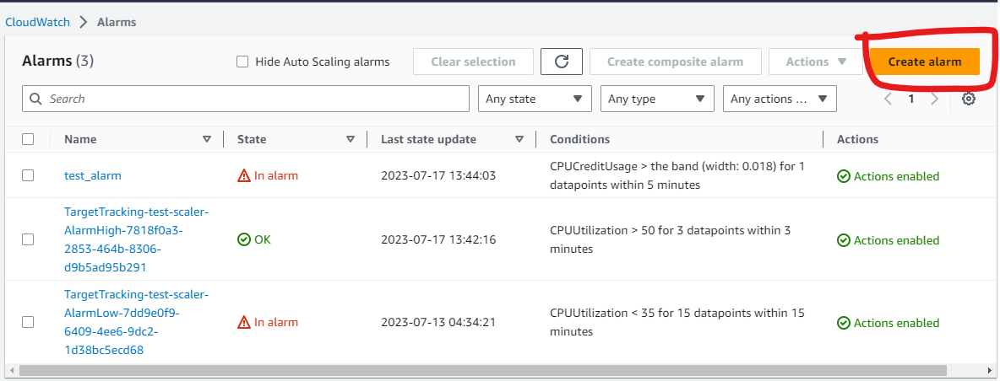 CloudWatch > Alarms
Alarms (3)
Hide Auto Scaling alarms
Clear selection
Create composite alarm
Actions
Create alarm
Search
Any state
Any type
Any actions ...
1
Name State Last state update Conditions Actions
test_alarm In alarm 2023-07-17 13:44:03 CPUCreditUsage > the band (width: 0.018) for 1
datapoints within 5 minutes
Actions enabled
TargetTracking-test-scaler-
AlarmHigh-7818f0a3-
2853-464b-8306-
d9b5ad95b291
OK
2023-07-17 13:42:16
CPUUtilization > 50 for 3 datapoints within 3
minutes
Actions enabled
TargetTracking-test-scaler-
AlarmLow-7dd9e0f9-
6409-4ee6-9dc2-
1d38bc5ecd68
In alarm
2023-07-13 04:34:21
CPUUtilization < 35 for 15 datapoints within 15
minutes
Actions enabled